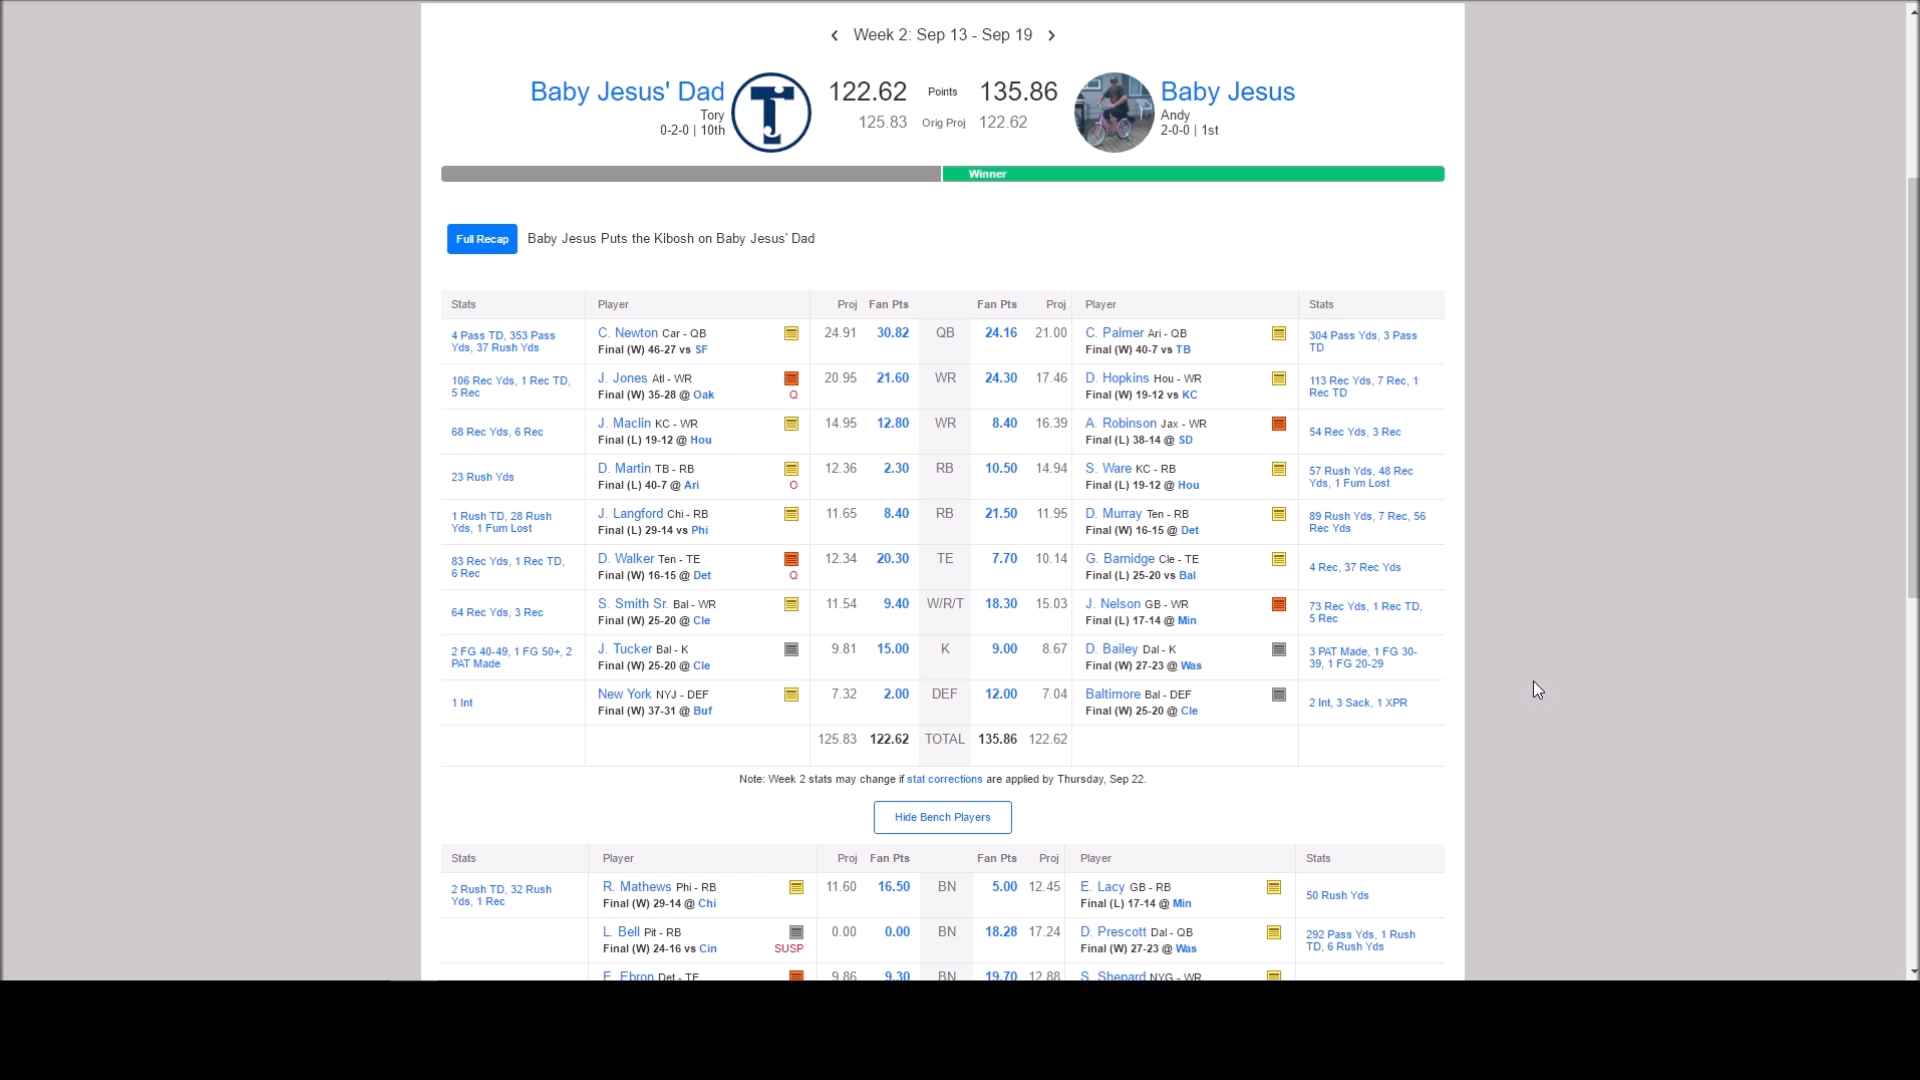 Week 2: Sep 13 - Sep 19
Baby Jesus' Dad
Tory
0-2-0 | 10th
TJ
122.62 Points 135.86
125.83 Orig Proj 122.62
Baby Jesus
Andy
2-0-0 | 1st
Winner
Full Recap Baby Jesus Puts the Kibosh on Baby Jesus' Dad
Stats Player Proj Fan Pts Fan Pts Proj Player Stats
4 Pass TD, 353 Pass Yds, 37 Rush Yds C. Newton Car - QB 24.91 30.82 QB 24.16 21.00 C. Palmer Ari - QB 304 Pass Yds, 3 Pass TD
Final (W) 46-27 vs SF Final (W) 40-7 vs TB
106 Rec Yds, 1 Rec TD, 5 Rec J. Jones Atl - WR 20.95 21.60 WR 24.30 17.46 D. Hopkins Hou - WR 113 Rec Yds, 7 Rec, 1 Rec TD
Final (W) 35-28 @ Oak Q Final (W) 19-12 vs KC
68 Rec Yds, 6 Rec J. Maclin KC - WR 14.95 12.80 WR 8.40 16.39 A. Robinson Jax - WR 54 Rec Yds, 3 Rec
Final (L) 19-12 @ Hou Final (L) 38-14 @ SD
23 Rush Yds D. Martin TB - RB 12.36 2.30 RB 10.50 14.94 S. Ware KC - RB 57 Rush Yds, 48 Rec Yds, 1 Fum Lost
Final (L) 40-7 @ Ari O Final (L) 19-12 @ Hou
1 Rush TD, 28 Rush Yds, 1 Fum Lost J. Langford Chi - RB 11.65 8.40 RB 21.50 11.95 D. Murray Ten - RB 89 Rush Yds, 7 Rec, 56 Rec Yds
Final (L) 29-14 vs Phi Final (W) 16-15 @ Det
83 Rec Yds, 1 Rec TD, 6 Rec D. Walker Ten - TE 12.34 20.30 TE 7.70 10.14 G. Barnidge Cle - TE 4 Rec, 37 Rec Yds
Final (W) 16-15 @ Det Q Final (L) 25-20 vs Bal
64 Rec Yds, 3 Rec S. Smith Sr. Bal - WR 11.54 9.40 W/R/T 18.30 15.03 J. Nelson GB - WR 73 Rec Yds, 1 Rec TD, 5 Rec
Final (W) 25-20 @ Cle Final (L) 17-14 @ Min
2 FG 40-49, 1 FG 50+, 2 PAT Made J. Tucker Bal - K 9.81 15.00 K 9.00 8.67 D. Bailey Dal - K 3 PAT Made, 1 FG 30-39, 1 FG 20-29
Final (W) 25-20 @ Cle Final (W) 27-23 @ Was
1 Int New York NYJ - DEF 7.32 2.00 DEF 12.00 7.04 Baltimore Bal - DEF 2 Int, 3 Sack, 1 XPR
Final (W) 37-31 @ Buf Final (W) 25-20 @ Cle
125.83 122.62 TOTAL 135.86 122.62
Note: Week 2 stats may change if stat corrections are applied by Thursday, Sep 22.
Hide Bench Players
Stats Player Proj Fan Pts Fan Pts Proj Player Stats
2 Rush TD, 32 Rush Yds, 1 Rec R. Mathews Phi - RB 11.60 16.50 BN 5.00 12.45 E. Lacy GB - RB 50 Rush Yds
Final (W) 29-14 @ Chi Final (L) 17-14 @ Min
L. Bell Pit - RB 0.00 0.00 BN 18.28 17.24 D. Prescott Dal - QB 292 Pass Yds, 1 Rush TD, 6 Rush Yds
Final (W) 24-16 vs Cin SUSP Final (W) 27-23 @ Was
E. Ebron Det - TE 9.86 9.30 BN 19.70 12.88 S. Shepard NYG - WR